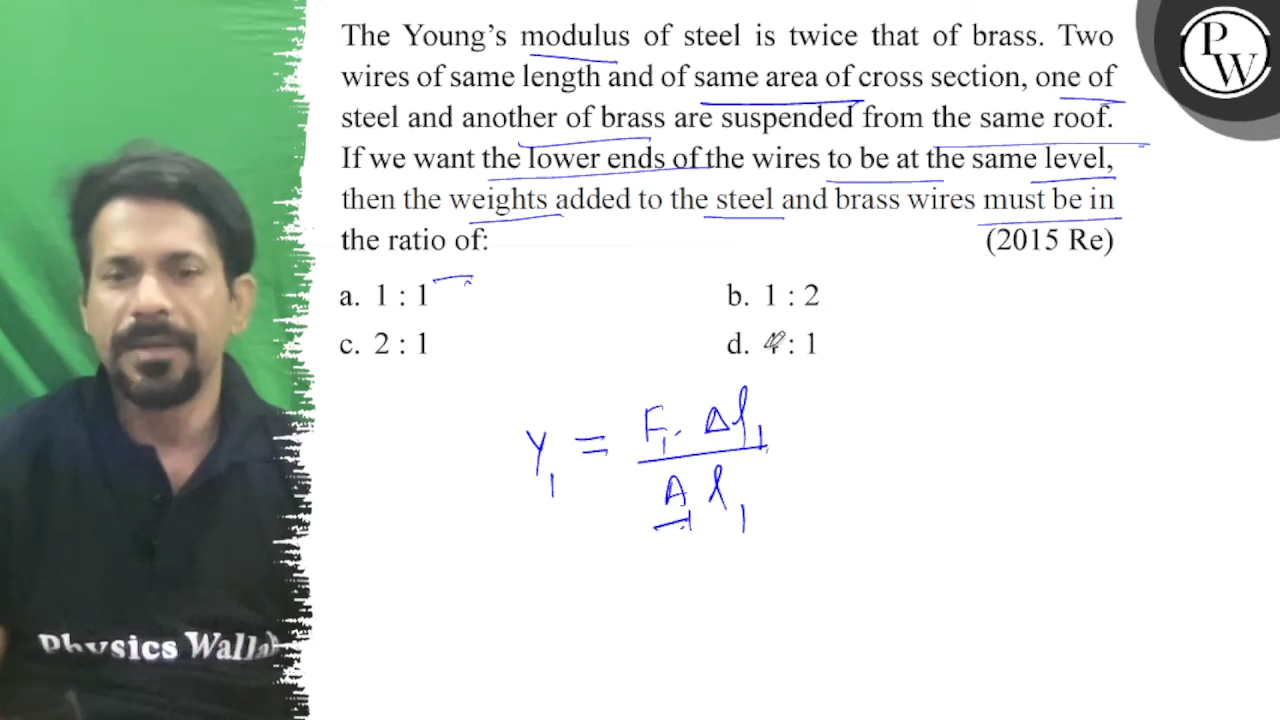 The Young’s modulus of steel is twice that of brass. Two
wires of same length and of same area of cross section, one of
steel and another of brass are suspended from the same roof.
If we want the lower ends of the wires to be at the same level,
then the weights added to the steel and brass wires must be in
the ratio of: (2015 Re)
a. 1 : 1 b. 1 : 2
c. 2 : 1 d. : 1
Y₁ = F₁ . Δl₁
A l₁
PW
Physics Wallah